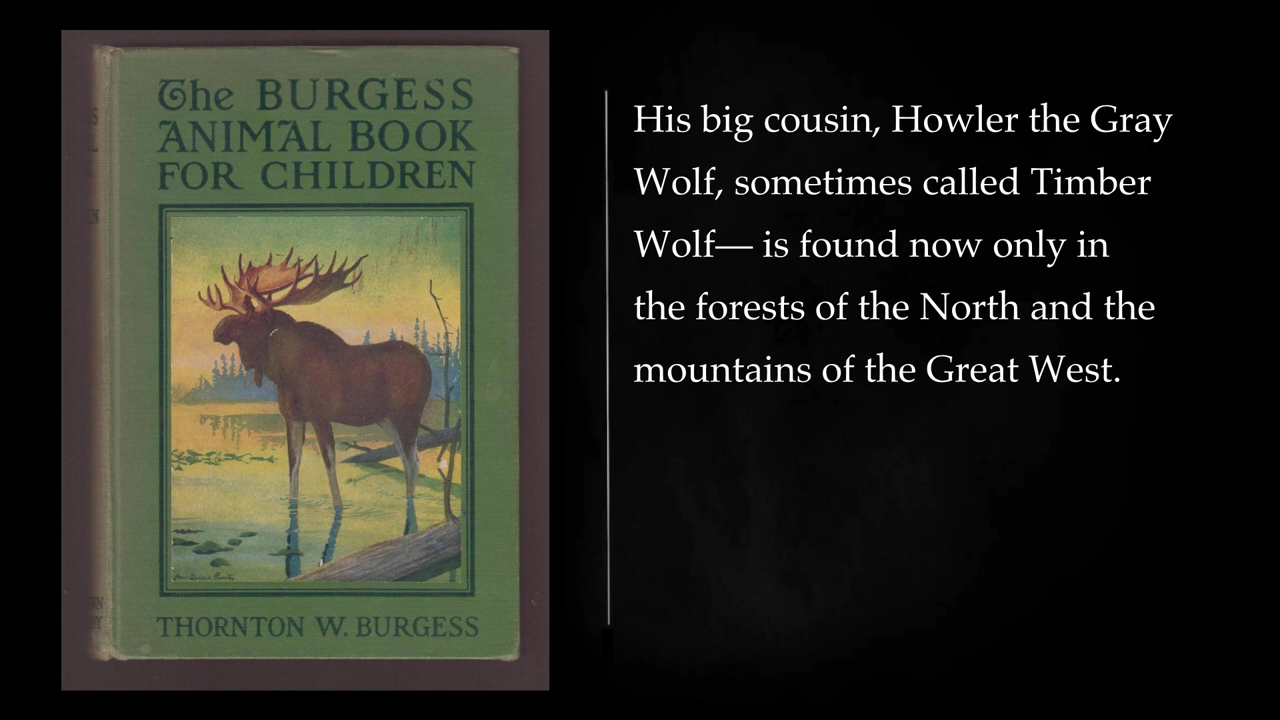 The BURGESS
ANIMAL BOOK
FOR CHILDREN
THORNTON W. BURGESS
His big cousin, Howler the Gray
Wolf, sometimes called Timber
Wolf— is found now only in
the forests of the North and the
mountains of the Great West.